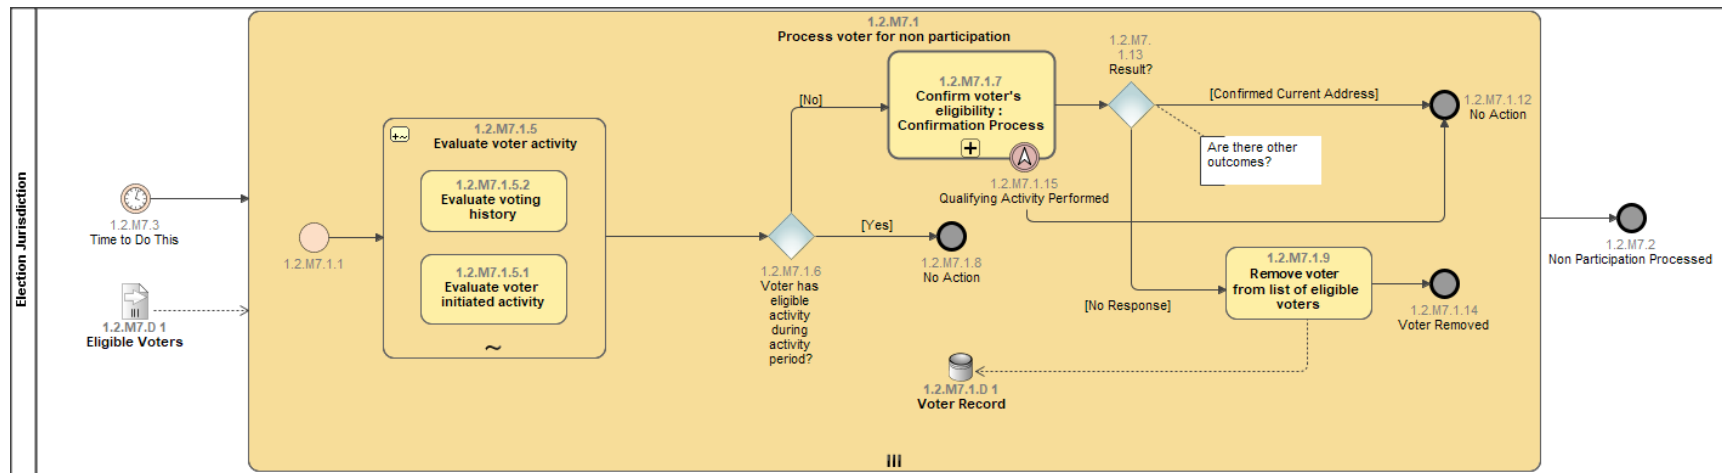 Election Jurisdiction
1.2.M7.3
Time to Do This
1.2.M7.D 1
Eligible Voters
1.2.M7.1
Process voter for non participation
1.2.M7.1.1
1.2.M7.1.5
Evaluate voter activity
1.2.M7.1.5.2
Evaluate voting
history
1.2.M7.1.5.1
Evaluate voter
initiated activity
[No]
[Yes]
1.2.M7.1.6
Voter has
eligible
activity
during
activity
period?
1.2.M7.1.8
No Action
1.2.M7.1.7
Confirm voter's
eligibility :
Confirmation Process
1.2.M7.1.15
Qualifying Activity Performed
1.2.M7.
1.13
Result?
[Confirmed Current Address]
Are there other
outcomes?
1.2.M7.1.12
No Action
[No Response]
1.2.M7.1.9
Remove voter
from list of eligible
voters
1.2.M7.1.14
Voter Removed
1.2.M7.1.D 1
Voter Record
1.2.M7.2
Non Participation Processed